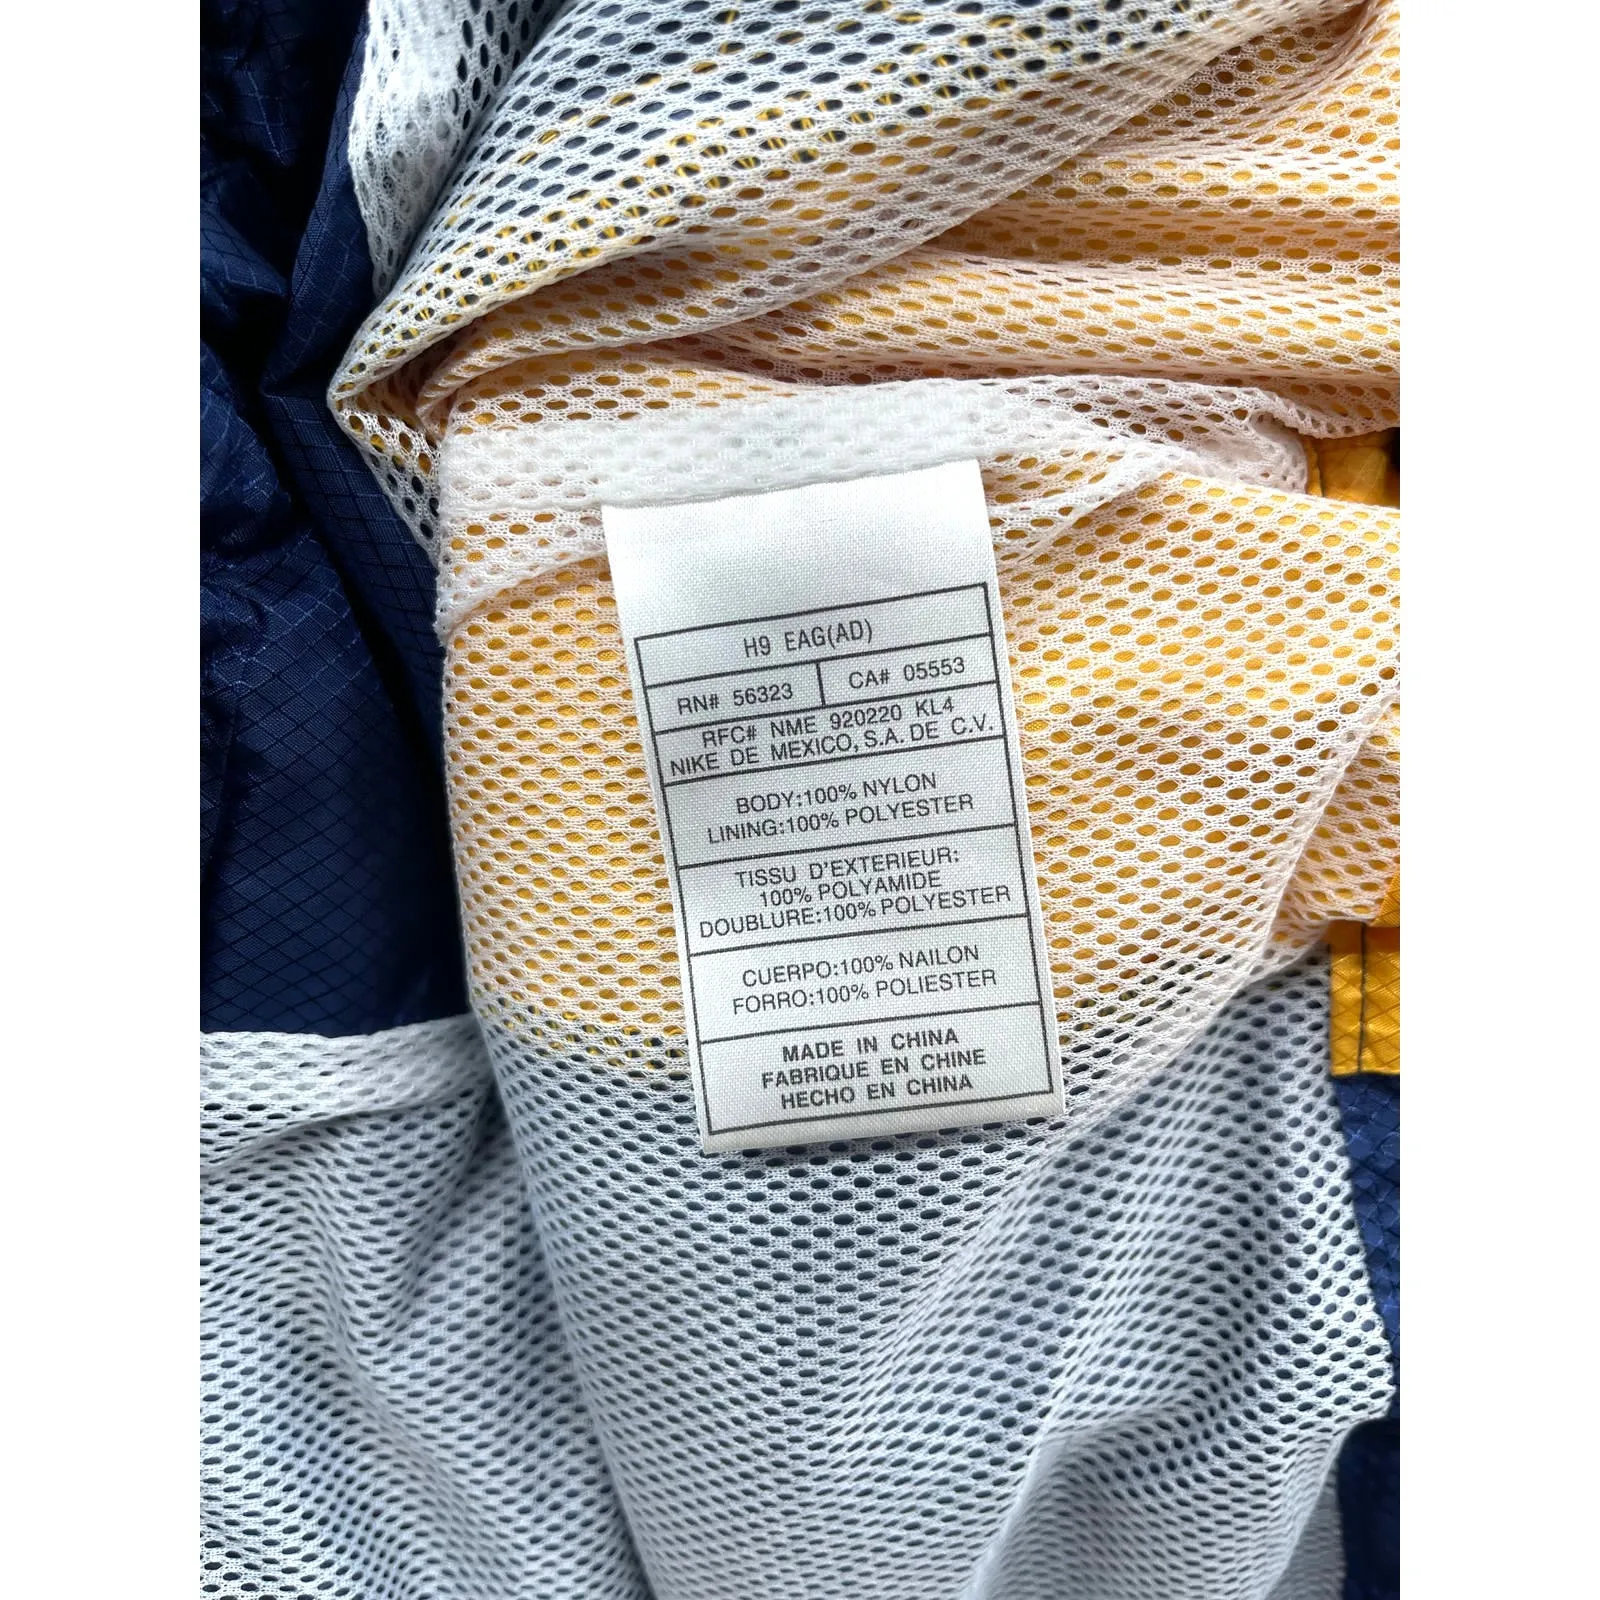 H9 EAG(AD)
RN# 56323 CA# 05553
RFC# NME 920220 KL4
NIKE DE MEXICO, S.A. DE C.V.
BODY:100% NYLON
LINING:100% POLYESTER
TISSU D'EXTERIEUR:
100% POLYAMIDE
DOUBLURE:100% POLYESTER
CUERPO:100% NAILON
FORRO:100% POLIESTER
MADE IN CHINA
FABRIQUE EN CHINE
HECHO EN CHINA